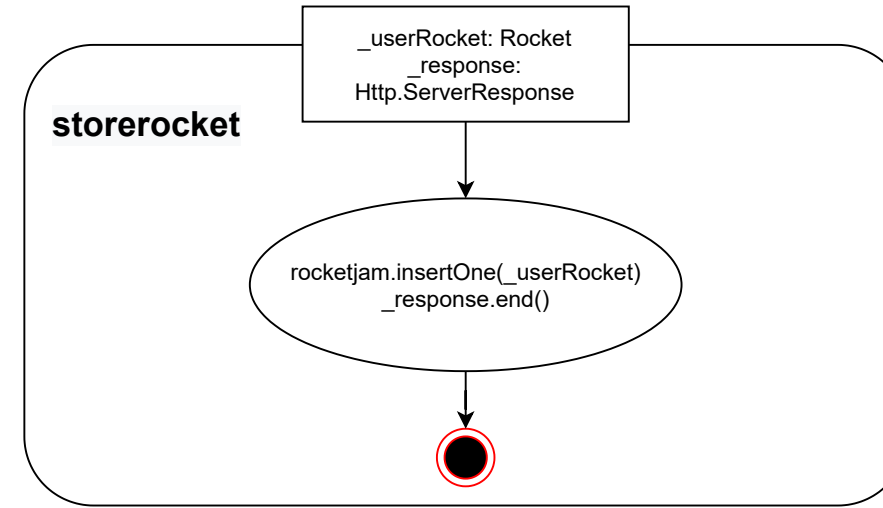 _userRocket: Rocket
_response:
Http.ServerResponse
storerocket
rocketjam.insertOne(_userRocket)
_response.end()